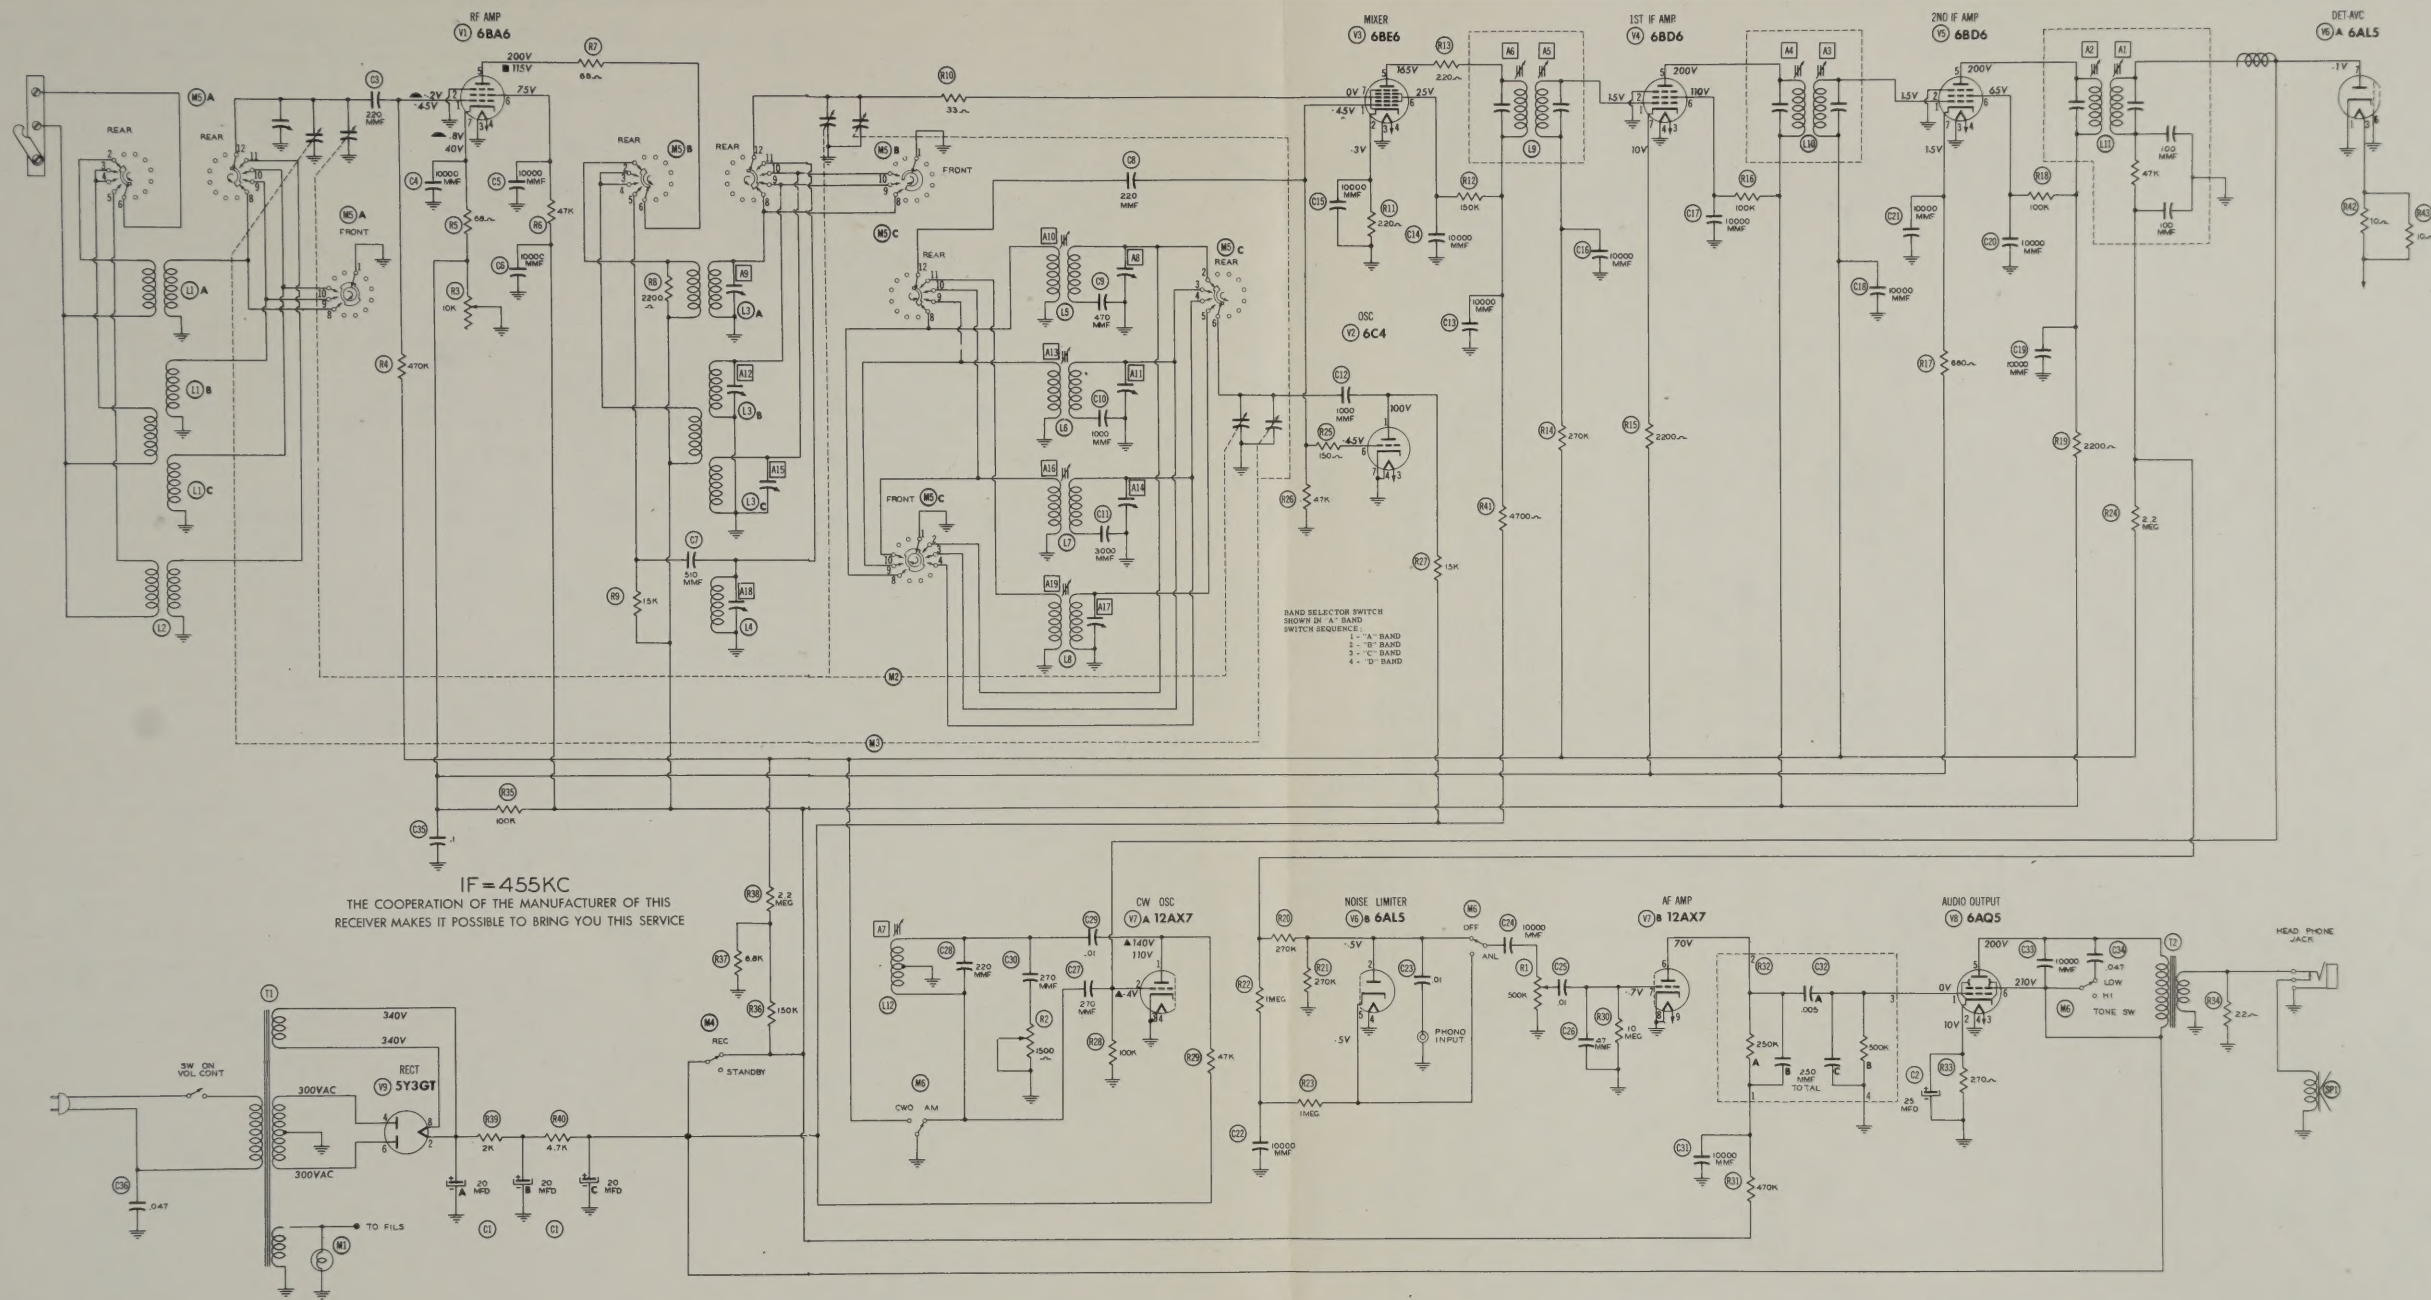 RF AMP
V1 6BA6
MIXER
V3 6BE6
1ST IF AMP.
V4 6BD6
2ND IF AMP
V5 6BD6
DET-AVC
V6 A 6AL5
M5 A
REAR
REAR
C3
220
MMF
200V
■ 115V
R7
68
-.2V
-.45V
75V
.8V
40V
C4
10000
MMF
C5
10000
MMF
R5
68
R6
47K
C6
R3
10K
R4
470K
M5 A
FRONT
L1 A
L1 B
L1 C
L2
REAR
M5 B
REAR
R10
33
M5 B
FRONT
M5 C
REAR
C8
220
MMF
R8
2200
A9
L3 A
A12
L3 B
A15
L3 C
C7
510
MMF
R9
15K
A18
L4
A10
A8
C9
470
MMF
L5
A13
A11
C10
1000
MMF
L6
A16
A14
C11
3000
MMF
L7
A19
A17
L8
M5 C
REAR
FRONT M5 C
M2
M3
165V
R13
220
0V
25V
-.45V
.3V
C15
10000
MMF
R11
220
R12
150K
C14
10000
MMF
A6
A5
L9
C13
10000
MMF
OSC
V2 6C4
C12
1000
MMF
100V
R25
150
-.45V
R26
47K
R27
15K
R41
4700
BAND SELECTOR SWITCH
SHOWN IN "A" BAND
SWITCH SEQUENCE:
1 - "A" BAND
2 - "B" BAND
3 - "C" BAND
4 - "D" BAND
200V
110V
R16
100K
C17
10000
MMF
C16
10000
MMF
R14
270K
R15
2200
A4
A3
L10
C18
10000
MMF
200V
65V
C21
10000
MMF
C20
10000
MMF
R18
100K
R17
680
C19
10000
MMF
R19
2200
A2
A1
L11
100
MMF
47K
100
MMF
R24
2.2
MEG
-.1V
R42
10
R43
R35
100K
C35
.1
IF=455KC
THE COOPERATION OF THE MANUFACTURER OF THIS
RECEIVER MAKES IT POSSIBLE TO BRING YOU THIS SERVICE
R38
2.2
MEG
R37
6.8K
R36
150K
M4
REC
STANDBY
T1
340V
340V
SW ON
VOL CONT
RECT
V9 5Y3GT
300VAC
300VAC
R39
2K
R40
4.7K
A
20
MFD
B
20
MFD
C
20
MFD
C1
C1
C36
.047
TO FILS
M1
A7
L12
C28
220
MMF
C30
270
MMF
R2
1500
C29
.01
C27
270
MMF
CW OSC
V7 A 12AX7
▲140V
110V
▲-4V
R28
100K
R29
47K
M6
CWO AM
R20
270K
R21
270K
R22
1MEG
R23
1MEG
C22
10000
MMF
NOISE LIMITER
V6 B 6AL5
-.5V
-.5V
C23
.01
M6
OFF
ANL
C24
10000
MMF
R1
500K
C25
.01
C26
47
MMF
R30
10
MEG
PHONO
INPUT
AF AMP
V7 B 12AX7
70V
-.7V
R32
C32
A
.005
250K
A
B
250
MMF
TOTAL
C
500K
B
C31
10000
MMF
R31
470K
AUDIO OUTPUT
V8 6AQ5
200V
0V
210V
10V
C33
10000
MMF
C34
.047
LOW
HI
M6
TONE SW
C2
25
MFD
R33
270
T2
R34
22
HEAD PHONE
JACK
SP1